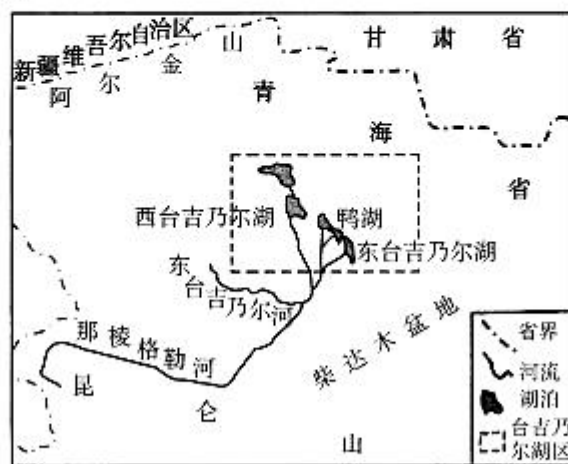 新疆维吾尔自治区
阿尔金山
甘肃省
青海省
西台吉乃尔湖
鸭湖
东台吉乃尔湖
东台吉乃尔河
那棱格勒河
柴达木盆地
昆仑山
省界
河流
湖泊
台吉乃
尔湖区